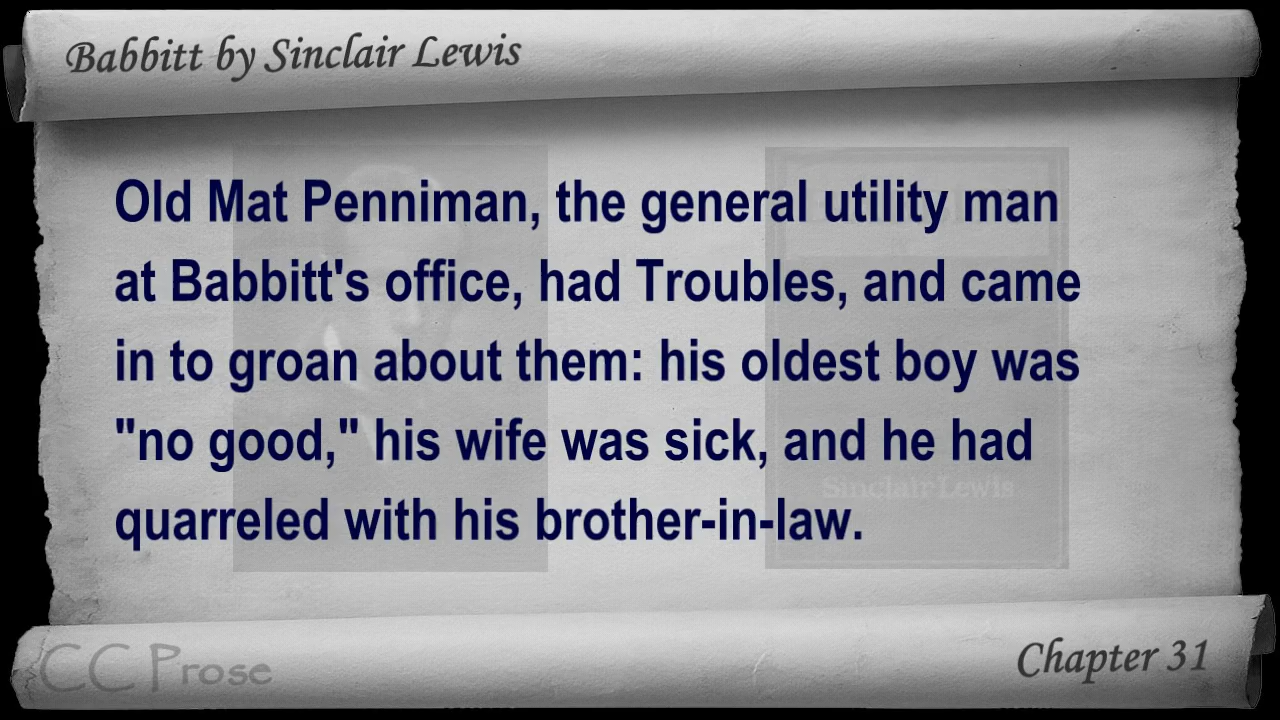 Babbitt by Sinclair Lewis
Old Mat Penniman, the general utility man
at Babbitt's office, had Troubles, and came
in to groan about them: his oldest boy was
"no good," his wife was sick, and he had
quarreled with his brother-in-law.
Sinclair Lewis
CC Prose
Chapter 31